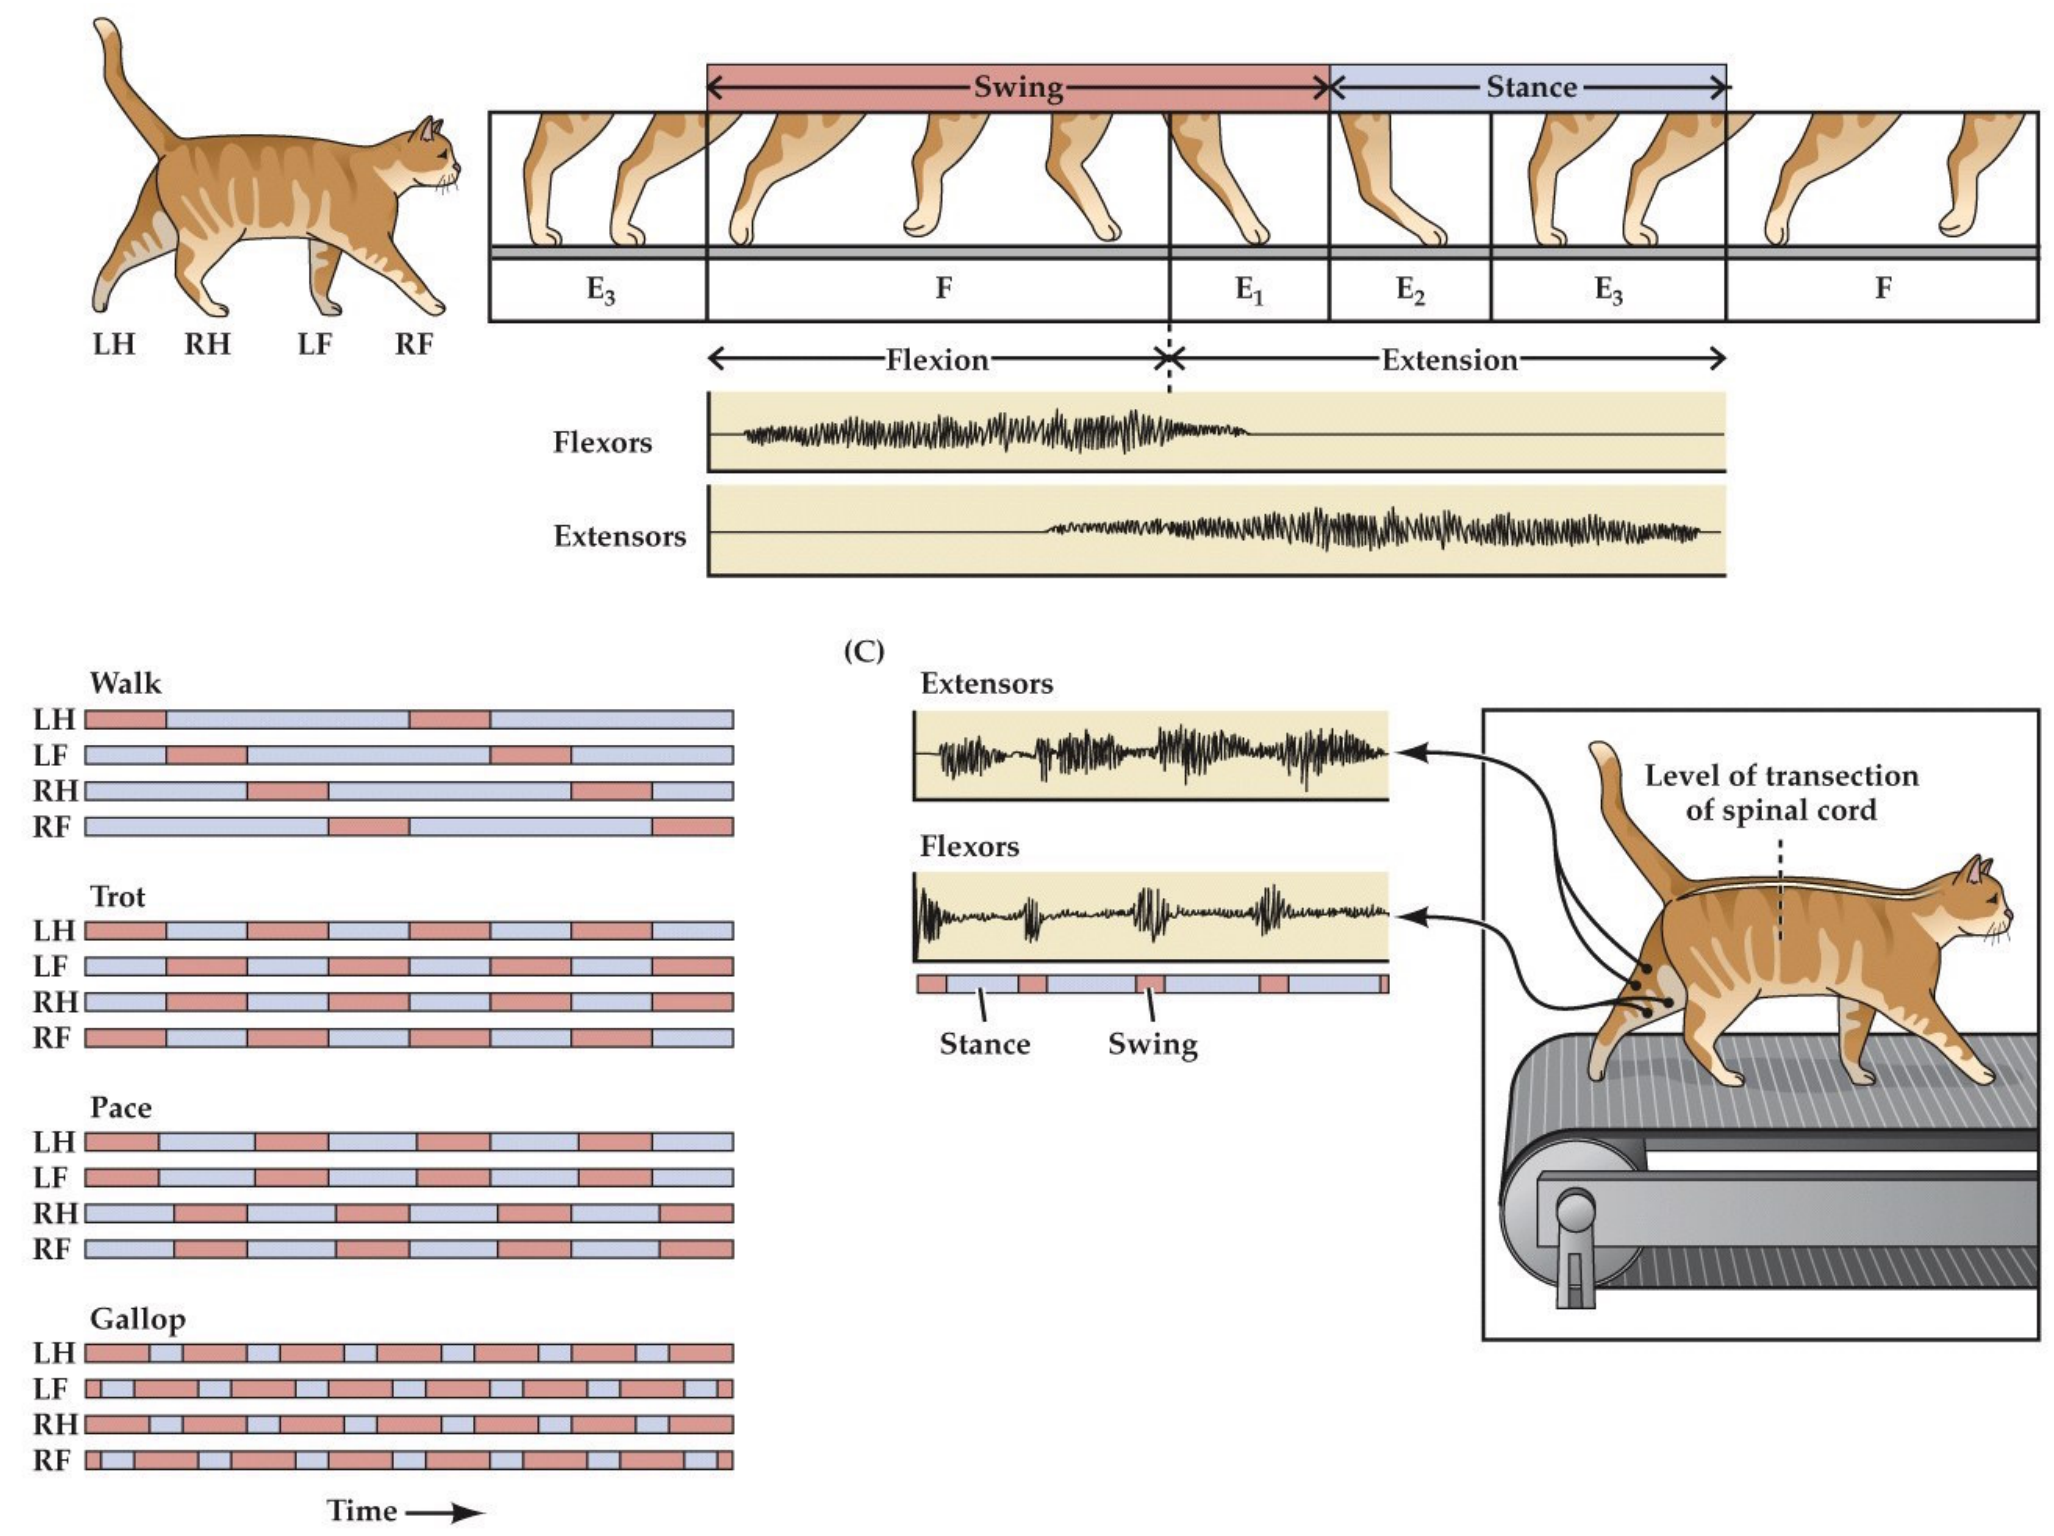 Swing
Stance
E₃
F
E₁
E₂
E₃
F
LH
RH
LF
RF
Flexion
Extension
Flexors
Extensors
Walk
LH
LF
RH
RF
Trot
LH
LF
RH
RF
Pace
LH
LF
RH
RF
Gallop
LH
LF
RH
RF
Time
(C)
Extensors
Flexors
Stance
Swing
Level of transection
of spinal cord